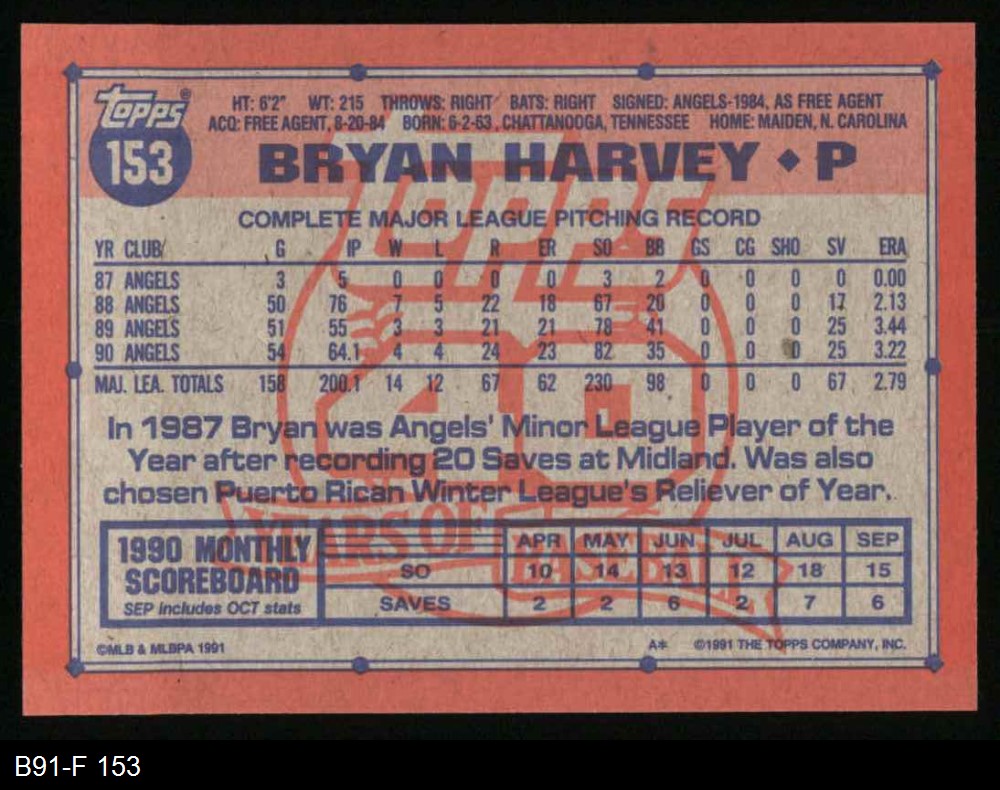 topps®
153
HT: 6'2" WT: 215 THROWS: RIGHT BATS: RIGHT SIGNED: ANGELS-1984, AS FREE AGENT
ACQ: FREE AGENT, 8-20-84 BORN: 6-2-63, CHATTANOOGA, TENNESSEE HOME: MAIDEN, N. CAROLINA
BRYAN HARVEY ◆ P
COMPLETE MAJOR LEAGUE PITCHING RECORD
YR CLUB G IP W L R ER SO BB GS CG SHO SV ERA
87 ANGELS 3 5 0 0 0 0 3 2 0 0 0 0 0.00
88 ANGELS 50 76 7 5 22 18 67 20 0 0 0 17 2.13
89 ANGELS 51 55 3 3 21 21 78 41 0 0 0 25 3.44
90 ANGELS 54 64.1 4 4 24 23 82 35 0 0 0 25 3.22
MAJ. LEA. TOTALS 158 200.1 14 12 67 62 230 98 0 0 0 67 2.79
TOPPS
40
YEARS OF
BASEBALL
In 1987 Bryan was Angels' Minor League Player of the
Year after recording 20 Saves at Midland. Was also
chosen Puerto Rican Winter League's Reliever of Year.
1990 MONTHLY
SCOREBOARD
SEP includes OCT stats
APR MAY JUN JUL AUG SEP
SO 10 14 13 12 18 15
SAVES 2 2 6 2 7 6
©MLB & MLBPA 1991 A* ©1991 THE TOPPS COMPANY, INC.
B91-F 153